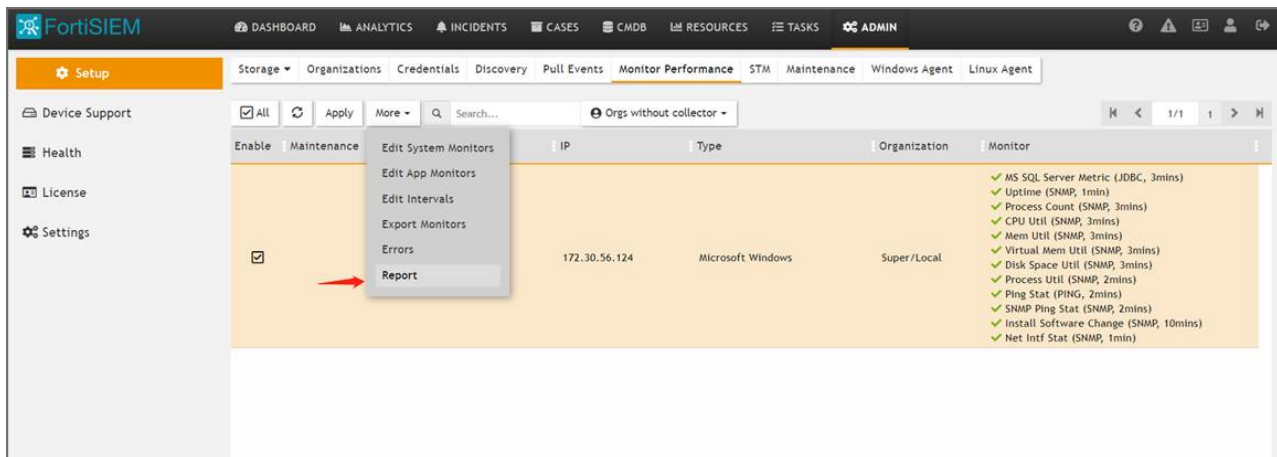 FortiSIEM DASHBOARD ANALYTICS INCIDENTS CASES CMDB RESOURCES TASKS ADMIN
Setup Storage Organizations Credentials Discovery Pull Events Monitor Performance STM Maintenance Windows Agent Linux Agent
Device Support All Apply More Search... Orgs without collector 1/1 1
Health Enable Maintenance IP Type Organization Monitor
License
Settings
Edit System Monitors
Edit App Monitors
Edit Intervals
Export Monitors
Errors
Report
172.30.56.124 Microsoft Windows Super/Local
MS SQL Server Metric (JDBC, 3mins)
Uptime (SNMP, 1min)
Process Count (SNMP, 3mins)
CPU Util (SNMP, 3mins)
Mem Util (SNMP, 3mins)
Virtual Mem Util (SNMP, 3mins)
Disk Space Util (SNMP, 3mins)
Process Util (SNMP, 2mins)
Ping Stat (PING, 2mins)
SNMP Ping Stat (SNMP, 2mins)
Install Software Change (SNMP, 10mins)
Net Intf Stat (SNMP, 1min)